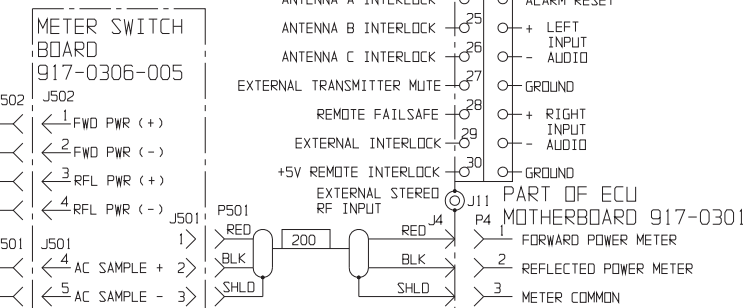 ANTENNA A INTERLOCK
ALARM RESET
METER SWITCH
BOARD
917-0306-005
ANTENNA B INTERLOCK 25 + LEFT
INPUT
ANTENNA C INTERLOCK 26 - AUDIO
EXTERNAL TRANSMITTER MUTE 27 GROUND
502 J502
REMOTE FAILSAFE 28 + RIGHT
INPUT
1 FWD PWR (+)
EXTERNAL INTERLOCK 29 - AUDIO
2 FWD PWR (-)
+5V REMOTE INTERLOCK 30 GROUND
3 RFL PWR (+)
EXTERNAL STEREO
RF INPUT
J11 PART OF ECU
MOTHERBOARD 917-0301
4 RFL PWR (-)
J501 P501 J4 P4
1 RED 200 RED 1 FORWARD POWER METER
501 J501
4 AC SAMPLE + 2 BLK BLK 2 REFLECTED POWER METER
5 AC SAMPLE - 3 SHLD SHLD 3 METER COMMON